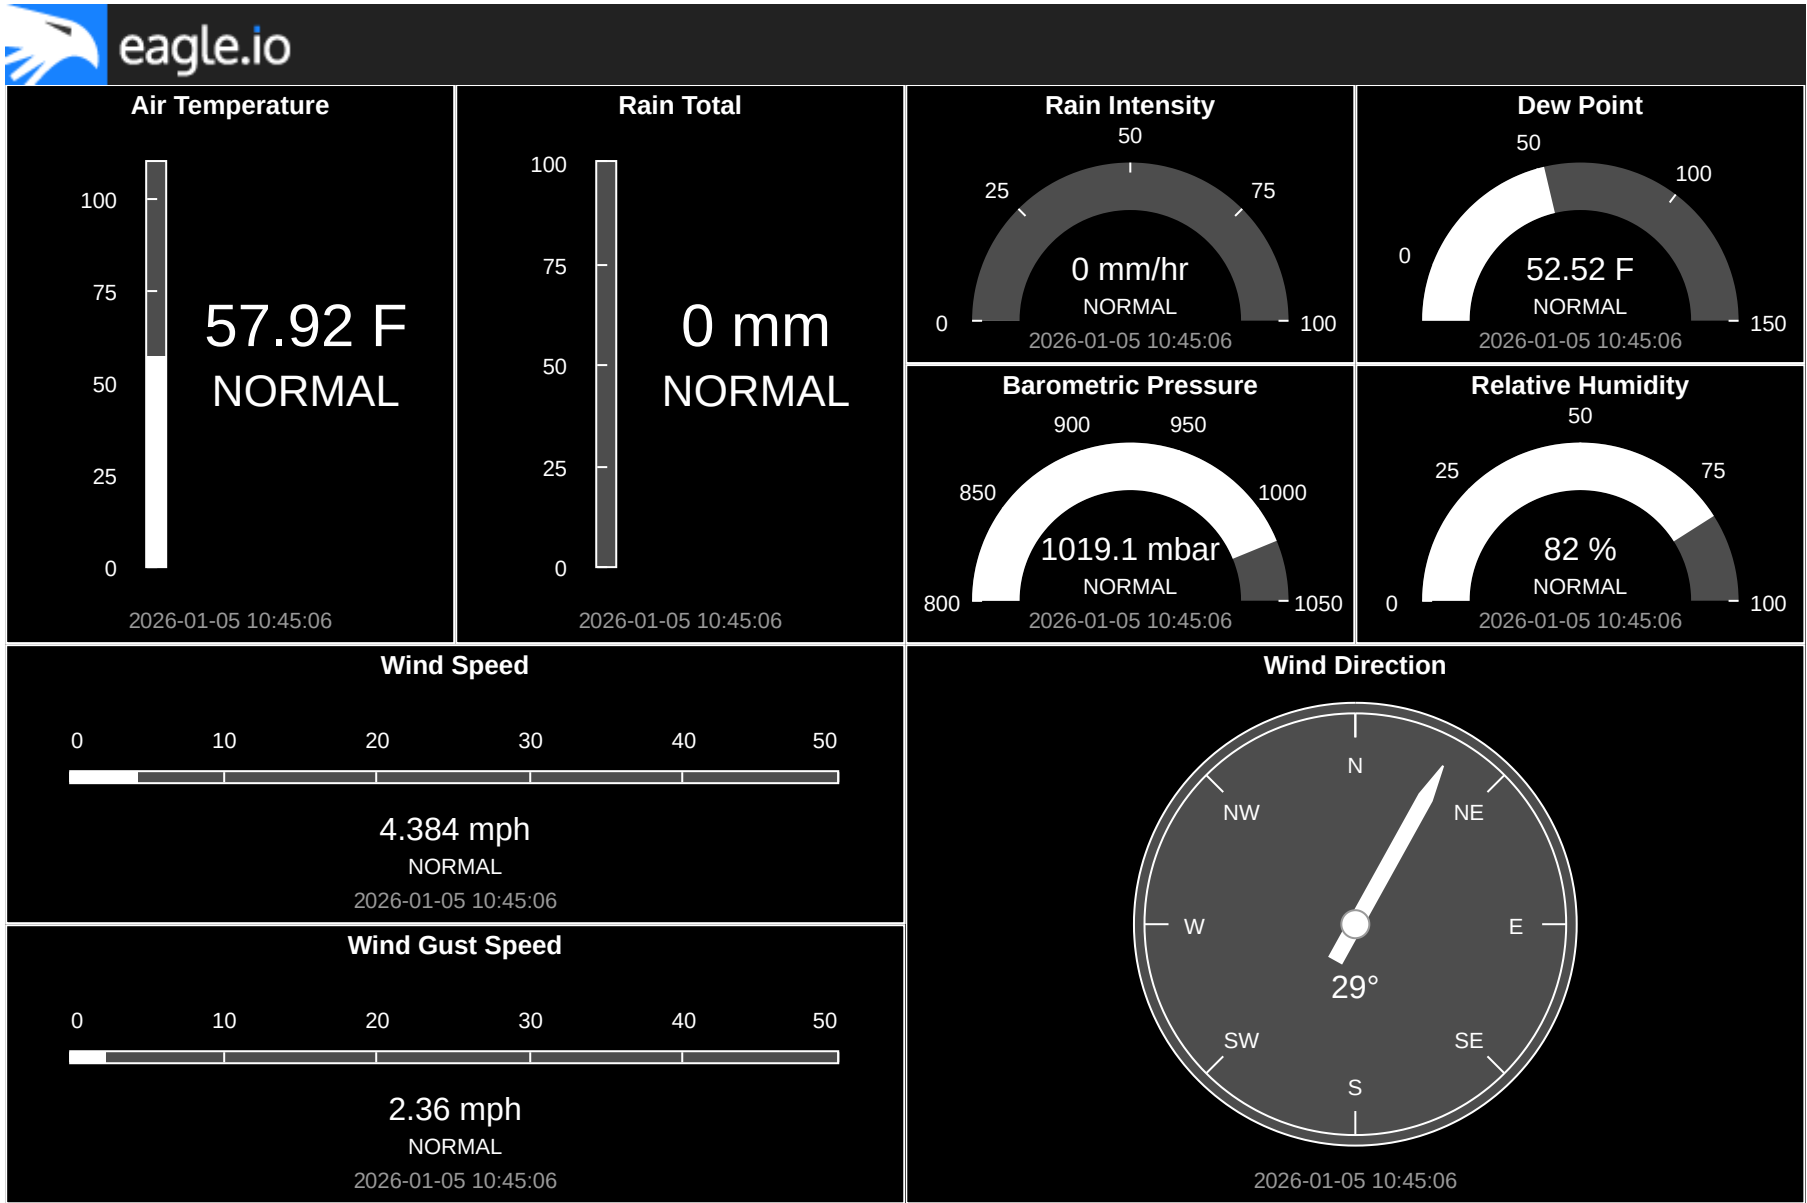 eagle.io
Air Temperature
100
75
50
25
0
57.92 F
NORMAL
2026-01-05 10:45:06
Rain Total
100
75
50
25
0
0 mm
NORMAL
2026-01-05 10:45:06
Rain Intensity
50
25
75
0
100
0 mm/hr
NORMAL
2026-01-05 10:45:06
Dew Point
50
100
0
150
52.52 F
NORMAL
2026-01-05 10:45:06
Barometric Pressure
900
950
850
1000
800
1050
1019.1 mbar
NORMAL
2026-01-05 10:45:06
Relative Humidity
50
25
75
0
100
82 %
NORMAL
2026-01-05 10:45:06
Wind Speed
0 10 20 30 40 50
4.384 mph
NORMAL
2026-01-05 10:45:06
Wind Gust Speed
0 10 20 30 40 50
2.36 mph
NORMAL
2026-01-05 10:45:06
Wind Direction
N
NW
NE
W
E
29°
SW
SE
S
2026-01-05 10:45:06